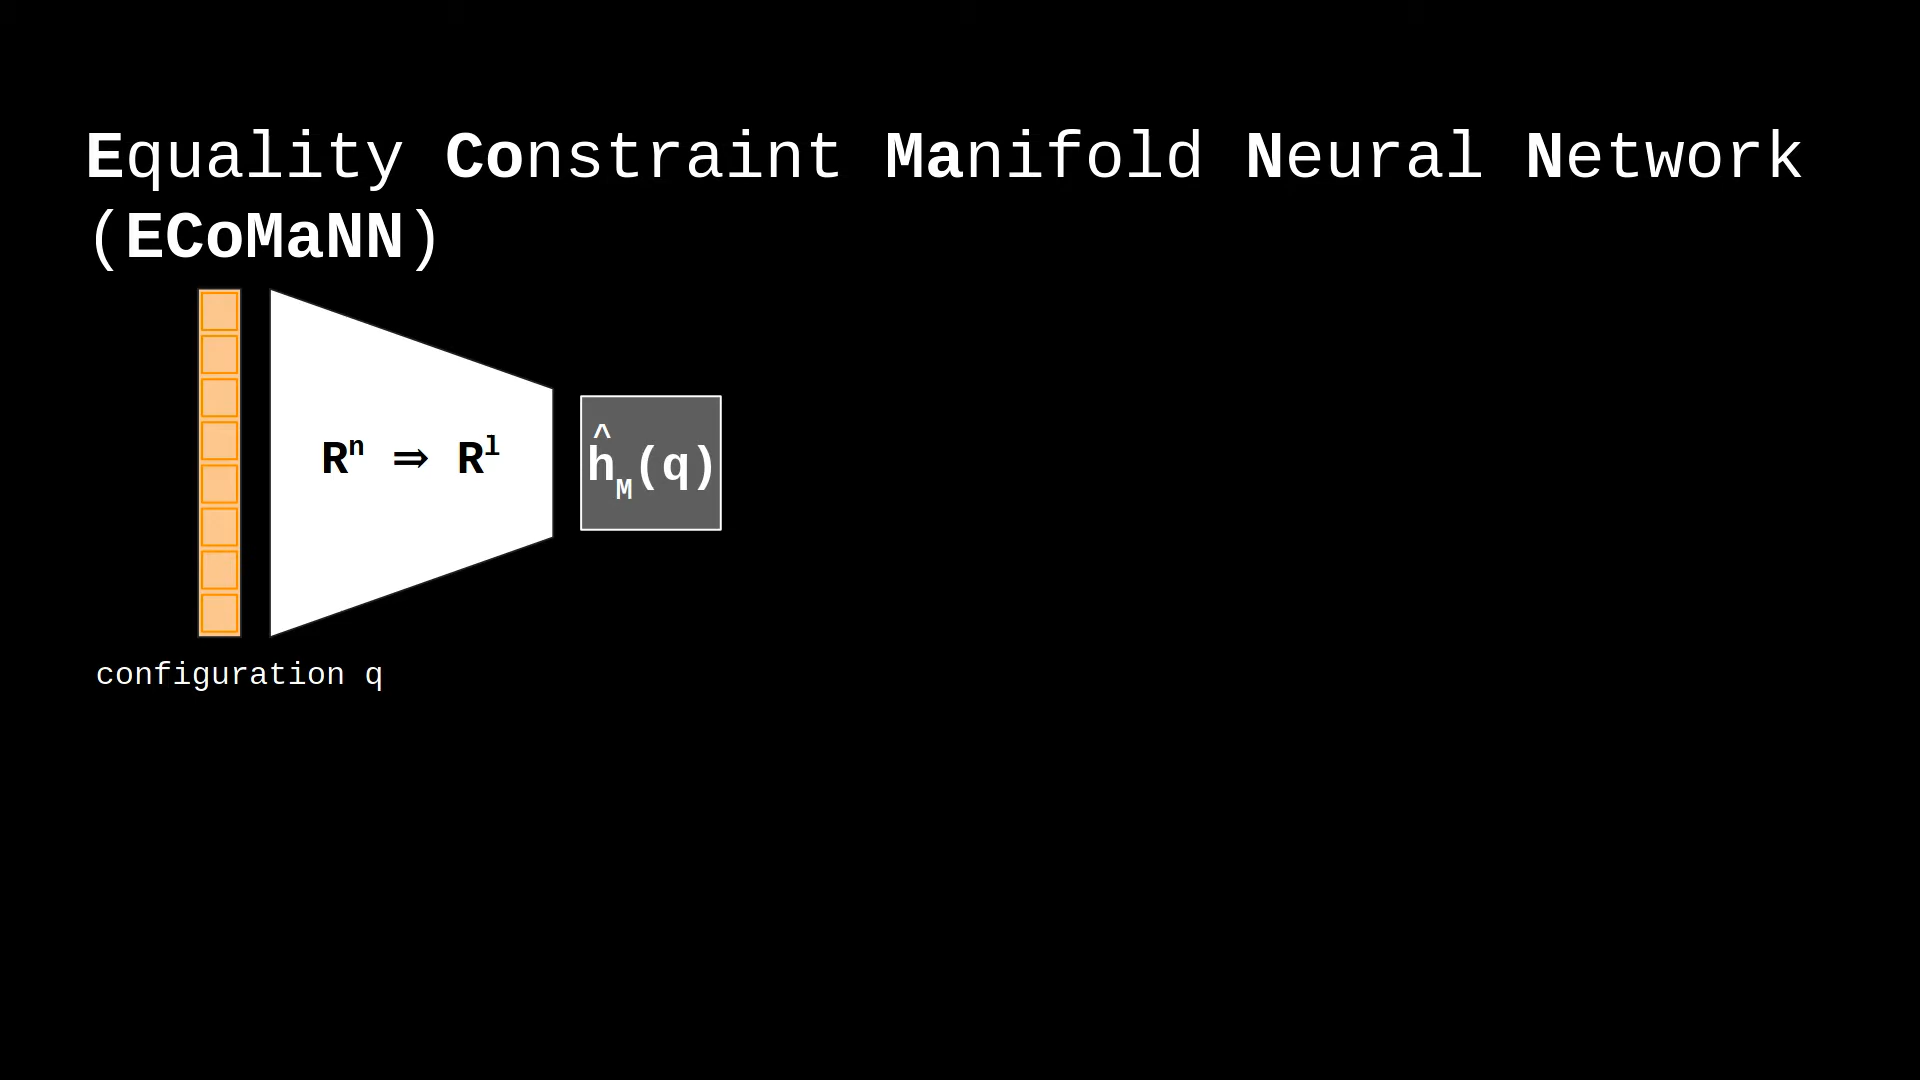 Equality Constraint Manifold Neural Network
(ECoMaNN)
Rⁿ ⇒ Rˡ
ĥ_M(q)
configuration q